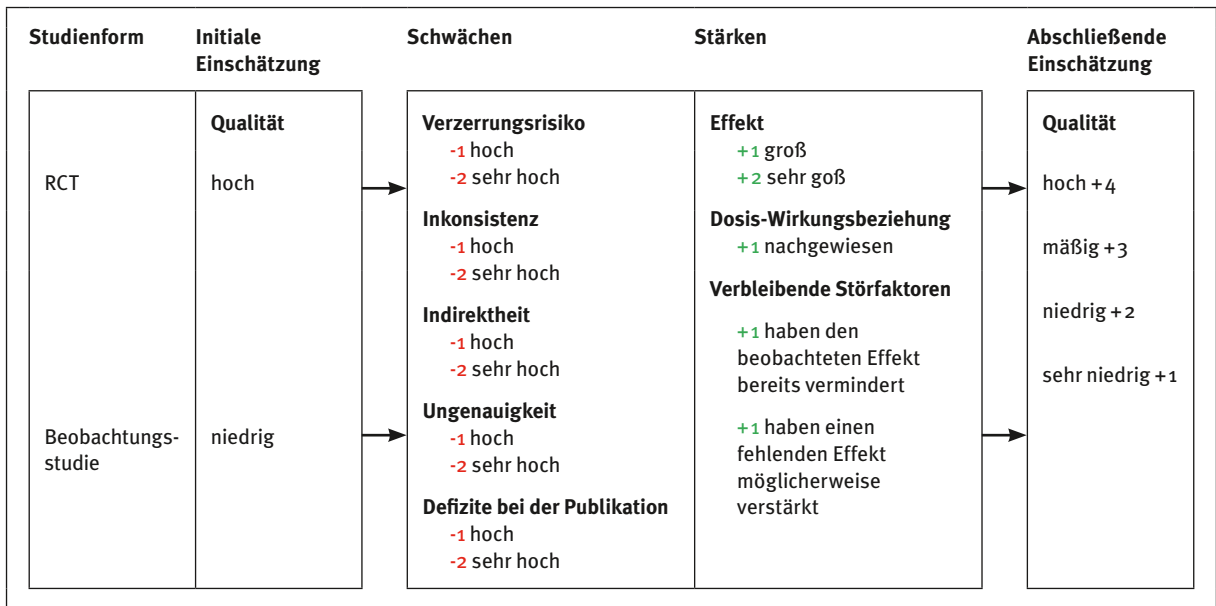 Studienform
Initiale
Einschätzung
Schwächen
Stärken
Abschließende
Einschätzung
RCT
Beobachtungs-
studie
Qualität
hoch
niedrig
Verzerrungsrisiko
-1 hoch
-2 sehr hoch
Inkonsistenz
-1 hoch
-2 sehr hoch
Indirektheit
-1 hoch
-2 sehr hoch
Ungenauigkeit
-1 hoch
-2 sehr hoch
Defizite bei der Publikation
-1 hoch
-2 sehr hoch
Effekt
+1 groß
+2 sehr goß
Dosis-Wirkungsbeziehung
+1 nachgewiesen
Verbleibende Störfaktoren
+1 haben den
beobachteten Effekt
bereits vermindert
+1 haben einen
fehlenden Effekt
möglicherweise
verstärkt
Qualität
hoch +4
mäßig +3
niedrig +2
sehr niedrig +1